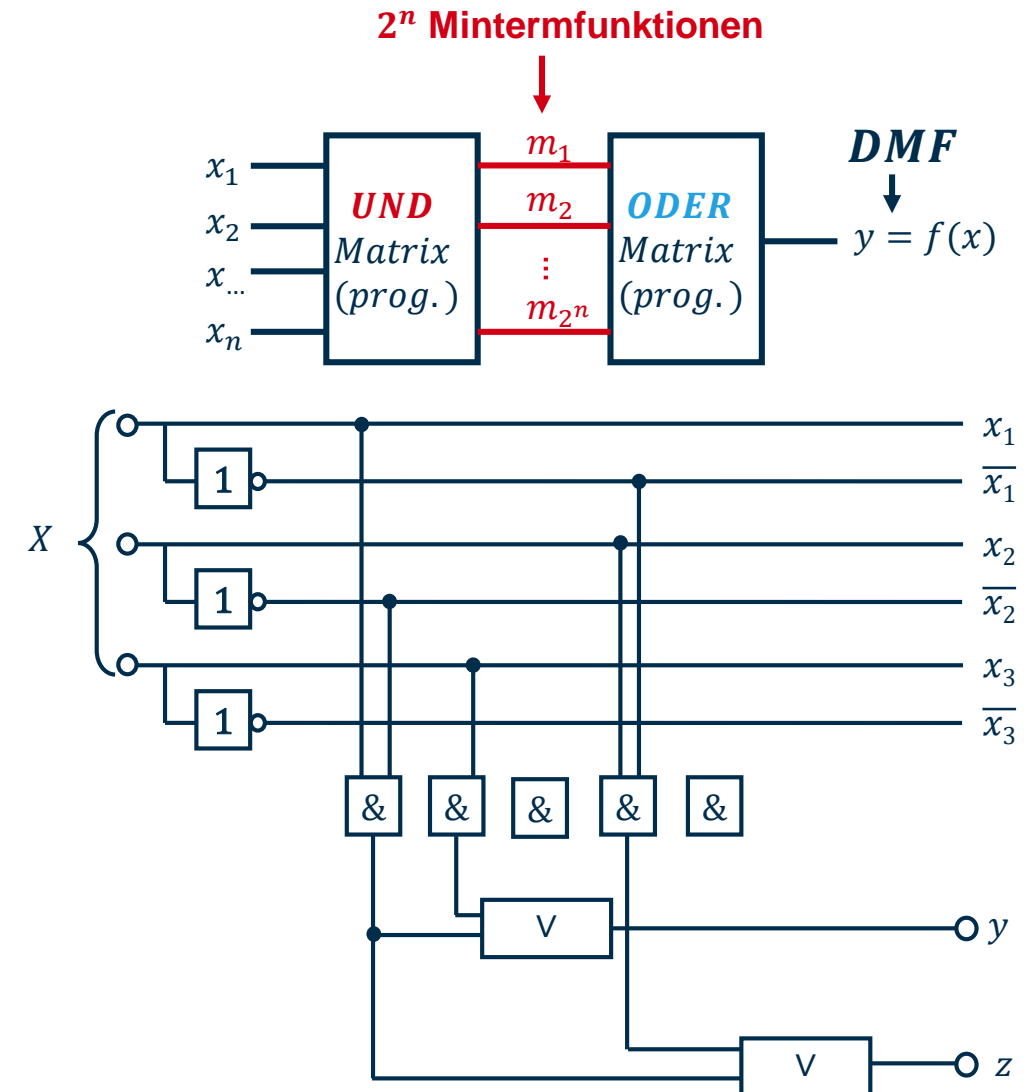 2ⁿ Mintermfunktionen
x₁
x₂
x...
xₙ
UND
Matrix
(prog.)
m₁
m₂
⋮
m₂ⁿ
ODER
Matrix
(prog.)
DMF
y = f(x)
X
1
1
1
x₁
x̅₁
x₂
x̅₂
x₃
x̅₃
& & & & &
V
y
V
z